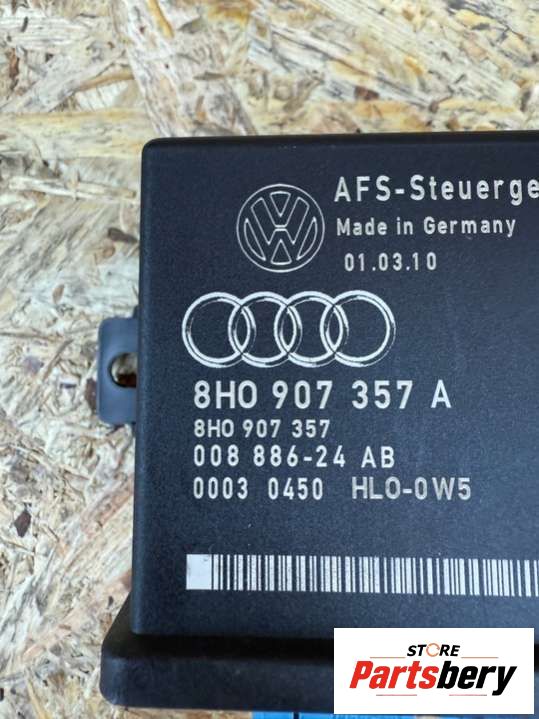 AFS-Steuerge
Made in Germany
01.03.10
8H0 907 357 A
8H0 907 357
008 886-24 AB
0003 0450 HLO-0W5
STORE
Partsbery